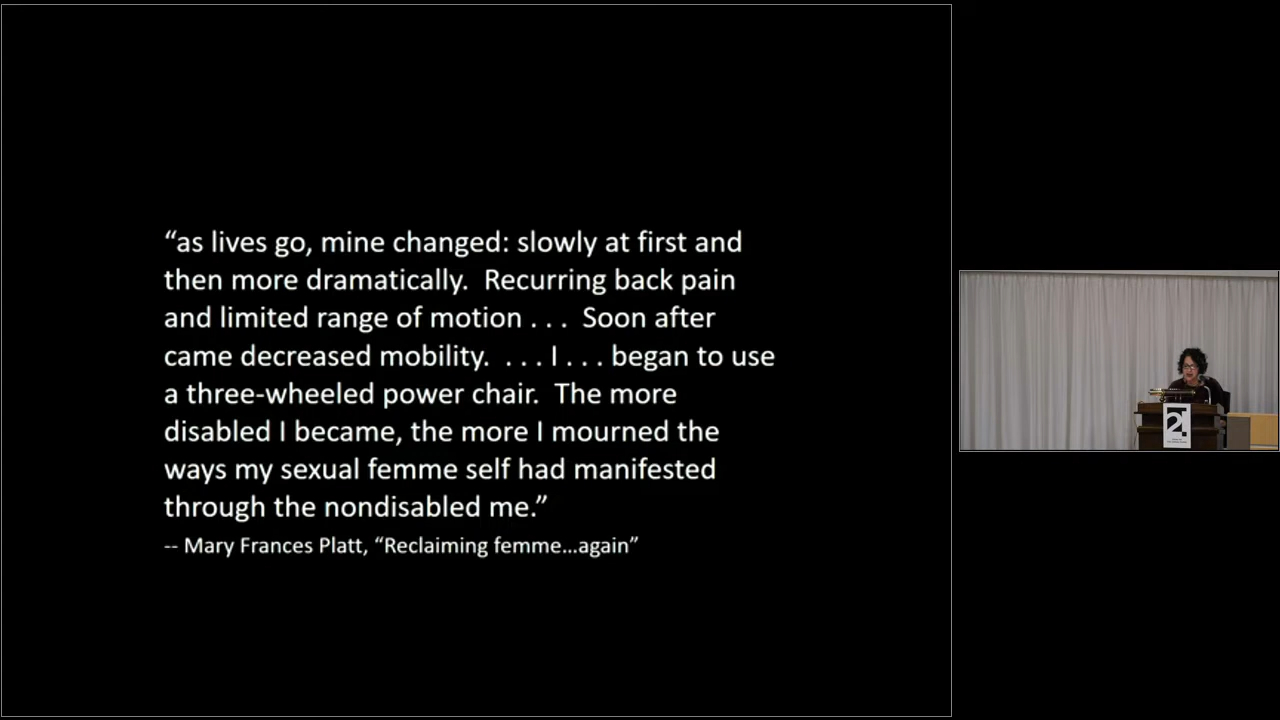 “as lives go, mine changed: slowly at first and
then more dramatically.  Recurring back pain
and limited range of motion . . .  Soon after
came decreased mobility.  . . . I . . . began to use
a three-wheeled power chair.  The more
disabled I became, the more I mourned the
ways my sexual femme self had manifested
through the nondisabled me.”
-- Mary Frances Platt, “Reclaiming femme…again”
2